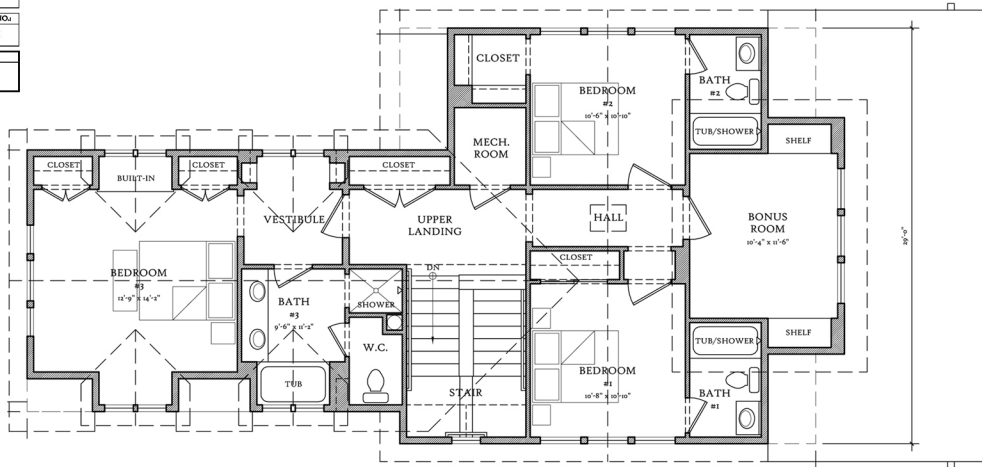 CLOSET
BATH
#2
BEDROOM
#2
10'-6" x 10'-10"
TUB/SHOWER
SHELF
MECH.
ROOM
CLOSET
BUILT-IN
CLOSET
CLOSET
VESTIBULE
UPPER
LANDING
HALL
BONUS
ROOM
10'-4" x 11'-6"
29'-0"
CLOSET
DN
BEDROOM
#3
12'-9" x 14'-2"
BATH
#3
9'-6" x 11'-2"
SHOWER
W.C.
TUB
STAIR
BEDROOM
#1
10'-8" x 10'-10"
TUB/SHOWER
SHELF
BATH
#1